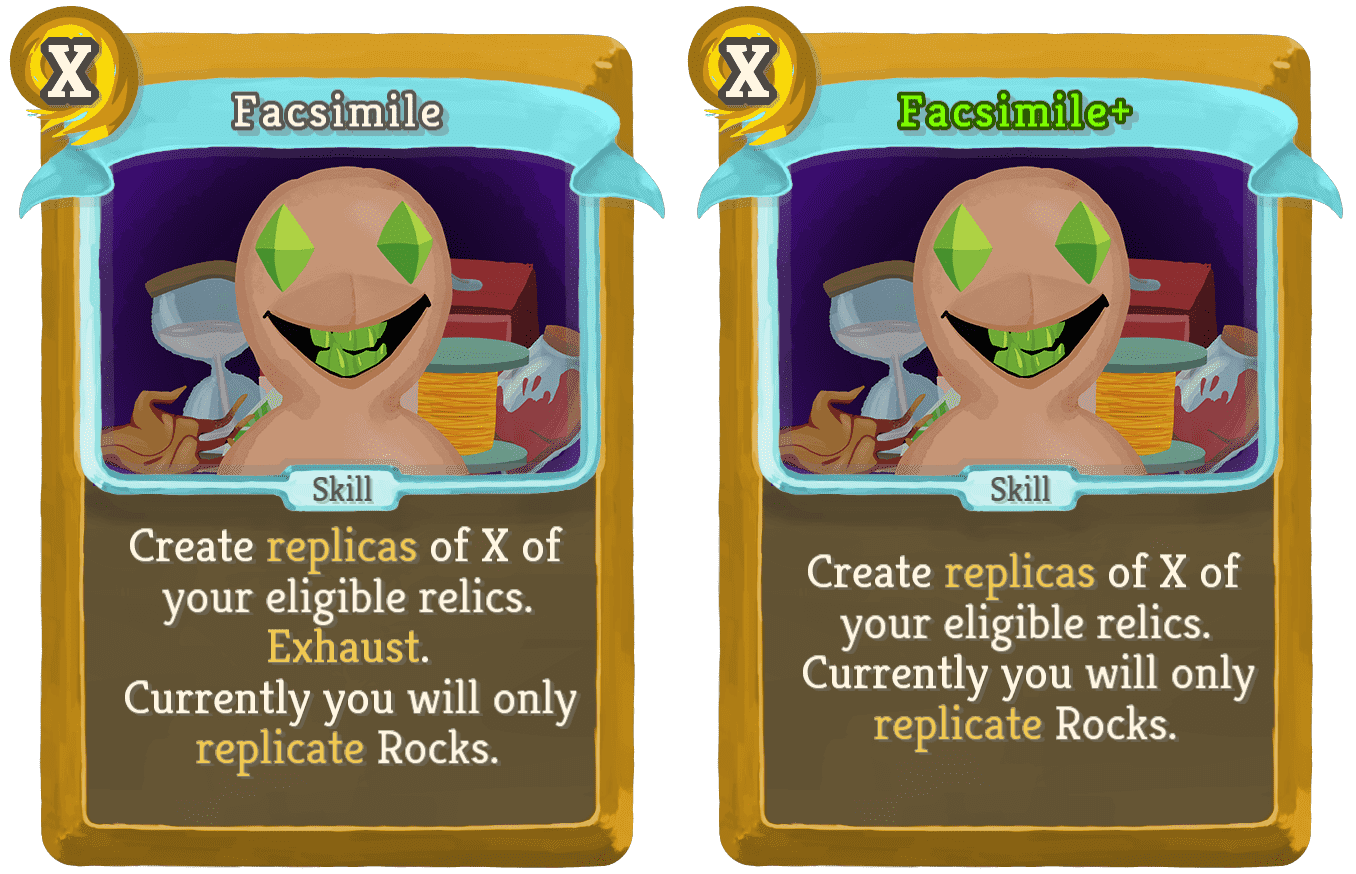 X
Facsimile
Skill
Create replicas of X of
your eligible relics.
Exhaust.
Currently you will only
replicate Rocks.
X
Facsimile+
Skill
Create replicas of X of
your eligible relics.
Currently you will only
replicate Rocks.